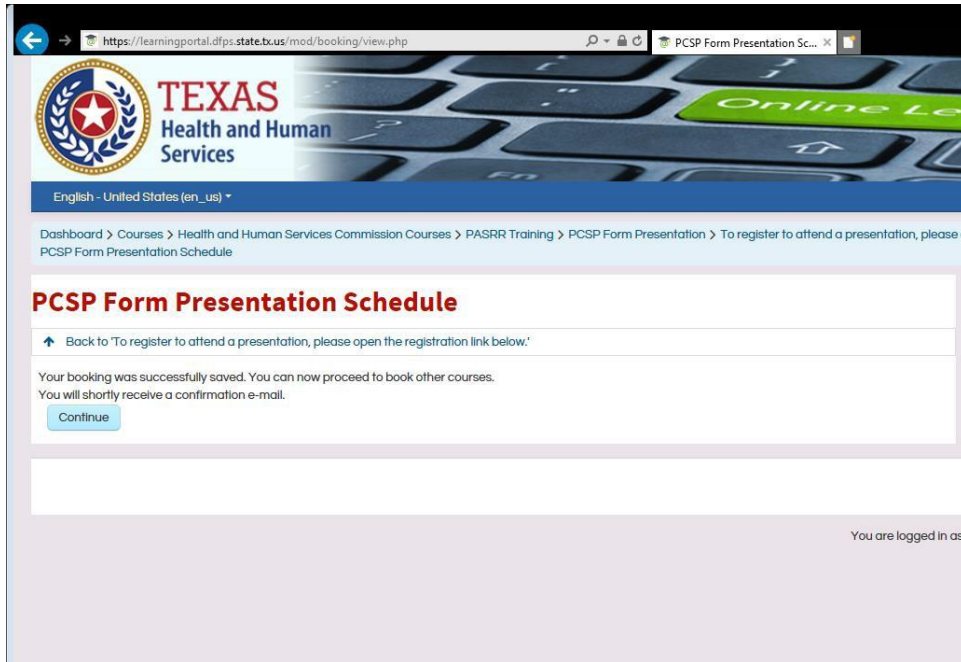 https://learningportal.dfps.state.tx.us/mod/booking/view.php
PCSP Form Presentation Sc...
TEXAS
Health and Human
Services
Online Le
English - United States (en_us)
Dashboard > Courses > Health and Human Services Commission Courses > PASRR Training > PCSP Form Presentation > To register to attend a presentation, please
PCSP Form Presentation Schedule
PCSP Form Presentation Schedule
Back to 'To register to attend a presentation, please open the registration link below.'
Your booking was successfully saved. You can now proceed to book other courses.
You will shortly receive a confirmation e-mail.
Continue
You are logged in as